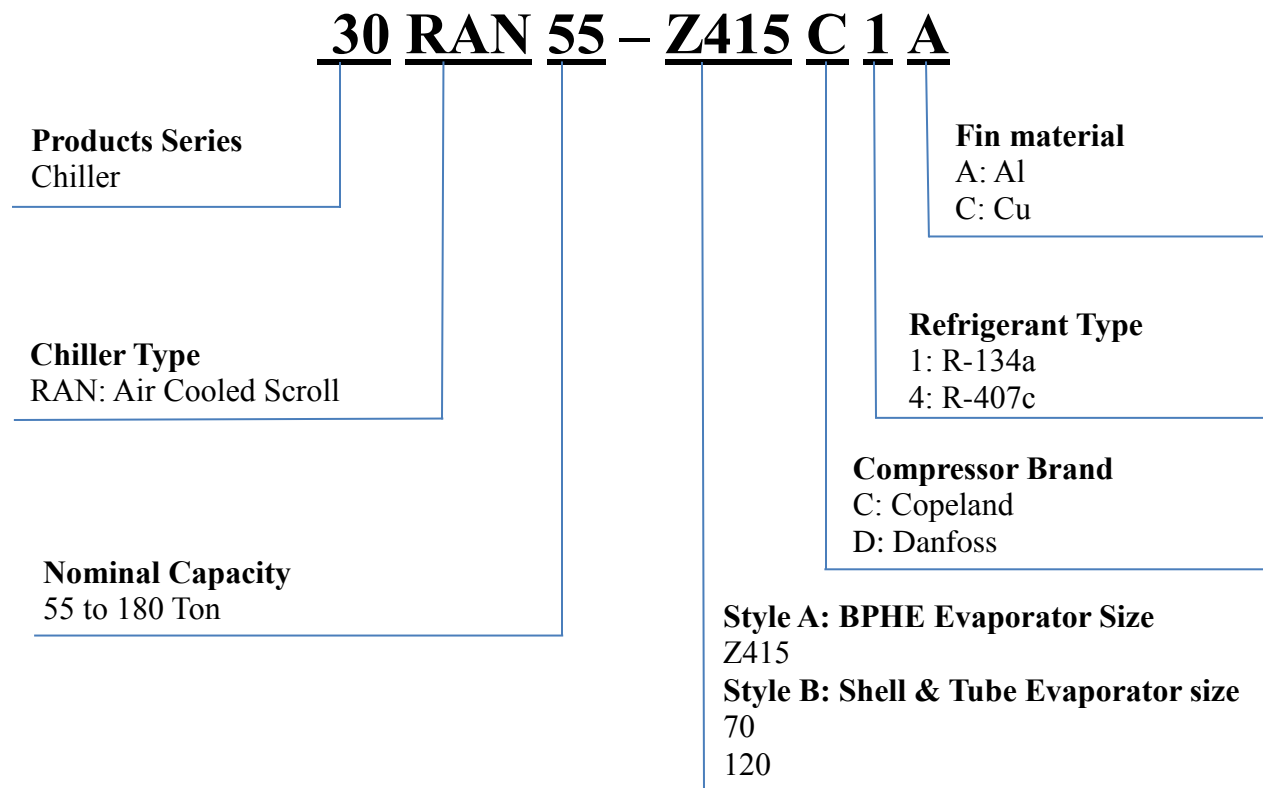 30 RAN 55 – Z415 C 1 A
Products Series
Chiller
Fin material
A: Al
C: Cu
Chiller Type
RAN: Air Cooled Scroll
Refrigerant Type
1: R-134a
4: R-407c
Compressor Brand
C: Copeland
D: Danfoss
Nominal Capacity
55 to 180 Ton
Style A: BPHE Evaporator Size
Z415
Style B: Shell & Tube Evaporator size
70
120